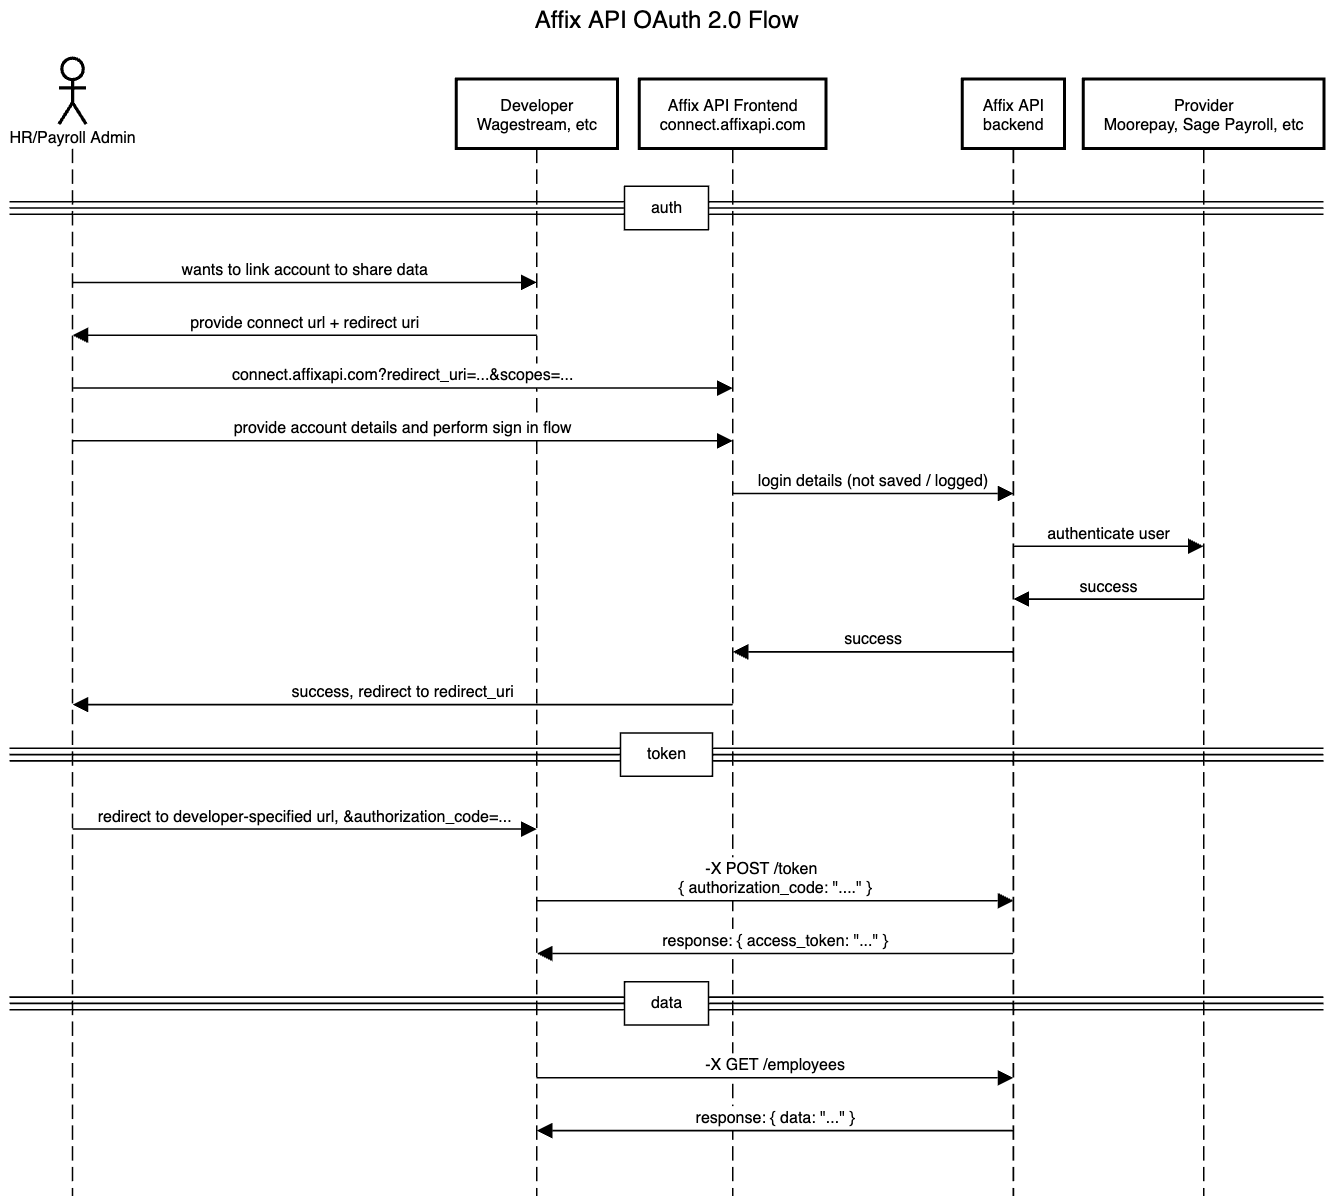 Affix API OAuth 2.0 Flow
HR/Payroll Admin
Developer
Wagestream, etc
Affix API Frontend
connect.affixapi.com
Affix API
backend
Provider
Moorepay, Sage Payroll, etc
auth
wants to link account to share data
provide connect url + redirect uri
connect.affixapi.com?redirect_uri=...&scopes=...
provide account details and perform sign in flow
login details (not saved / logged)
authenticate user
success
success
success, redirect to redirect_uri
token
redirect to developer-specified url, &authorization_code=...
-X POST /token
{ authorization_code: "...." }
response: { access_token: "..." }
data
-X GET /employees
response: { data: "..." }